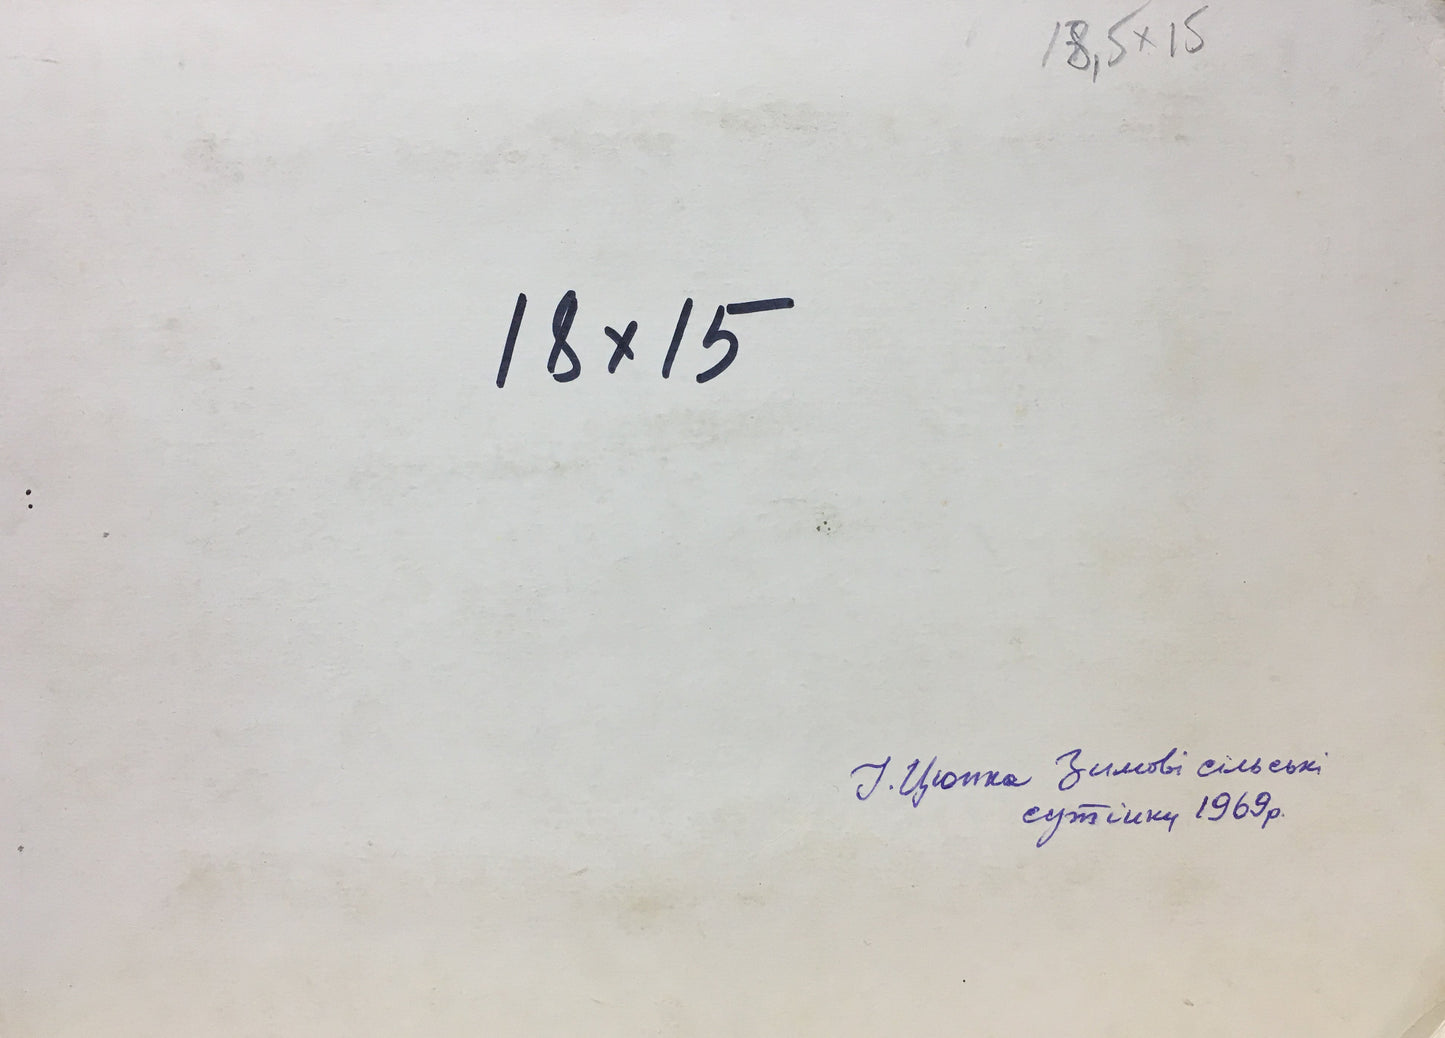 18,5×15
18×15
І. Цюпка Зимові сільські
сутінки 1969р.